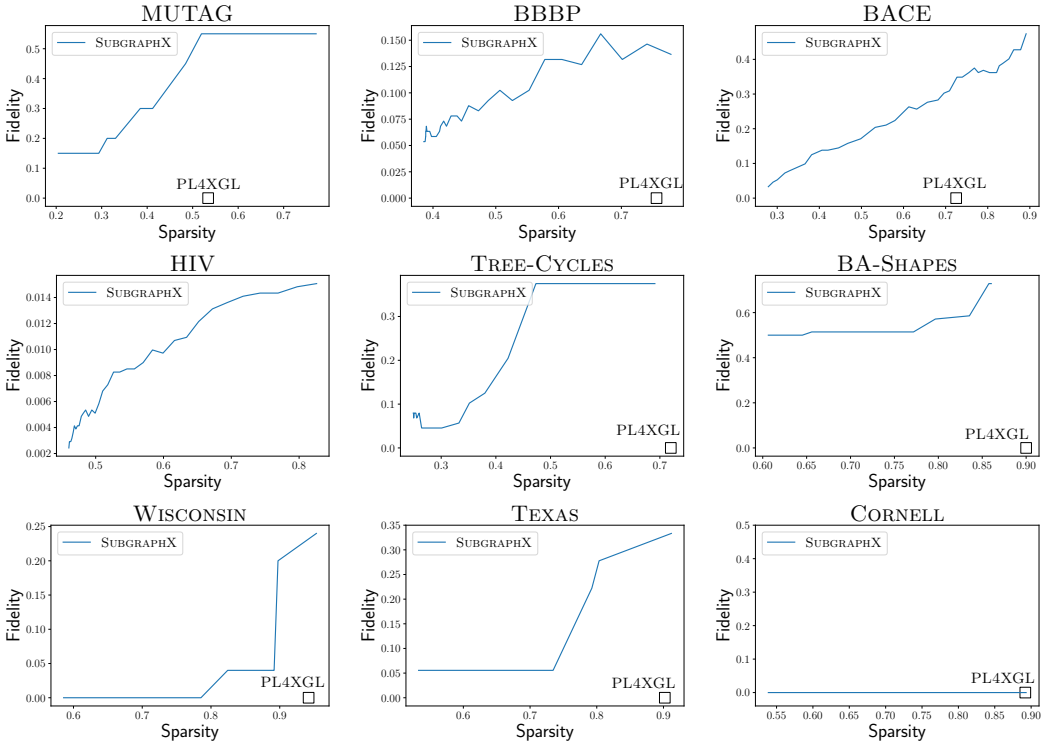 MUTAG
SUBGRAPHX
PL4XGL
Fidelity
0.5
0.4
0.3
0.2
0.1
0.0
0.2 0.3 0.4 0.5 0.6 0.7
Sparsity
BBBP
SUBGRAPHX
PL4XGL
Fidelity
0.150
0.125
0.100
0.075
0.050
0.025
0.000
0.4 0.5 0.6 0.7
Sparsity
BACE
SUBGRAPHX
PL4XGL
Fidelity
0.4
0.3
0.2
0.1
0.0
0.3 0.4 0.5 0.6 0.7 0.8 0.9
Sparsity
HIV
SUBGRAPHX
Fidelity
0.014
0.012
0.010
0.008
0.006
0.004
0.002
0.5 0.6 0.7 0.8
Sparsity
TREE-CYCLES
SUBGRAPHX
PL4XGL
Fidelity
0.3
0.2
0.1
0.0
0.3 0.4 0.5 0.6 0.7
Sparsity
BA-SHAPES
SUBGRAPHX
PL4XGL
Fidelity
0.6
0.4
0.2
0.0
0.60 0.65 0.70 0.75 0.80 0.85 0.90
Sparsity
WISCONSIN
SUBGRAPHX
PL4XGL
Fidelity
0.25
0.20
0.15
0.10
0.05
0.00
0.6 0.7 0.8 0.9
Sparsity
TEXAS
SUBGRAPHX
PL4XGL
Fidelity
0.35
0.30
0.25
0.20
0.15
0.10
0.05
0.00
0.6 0.7 0.8 0.9
Sparsity
CORNELL
SUBGRAPHX
PL4XGL
Fidelity
0.5
0.4
0.3
0.2
0.1
0.0
0.55 0.60 0.65 0.70 0.75 0.80 0.85 0.90
Sparsity